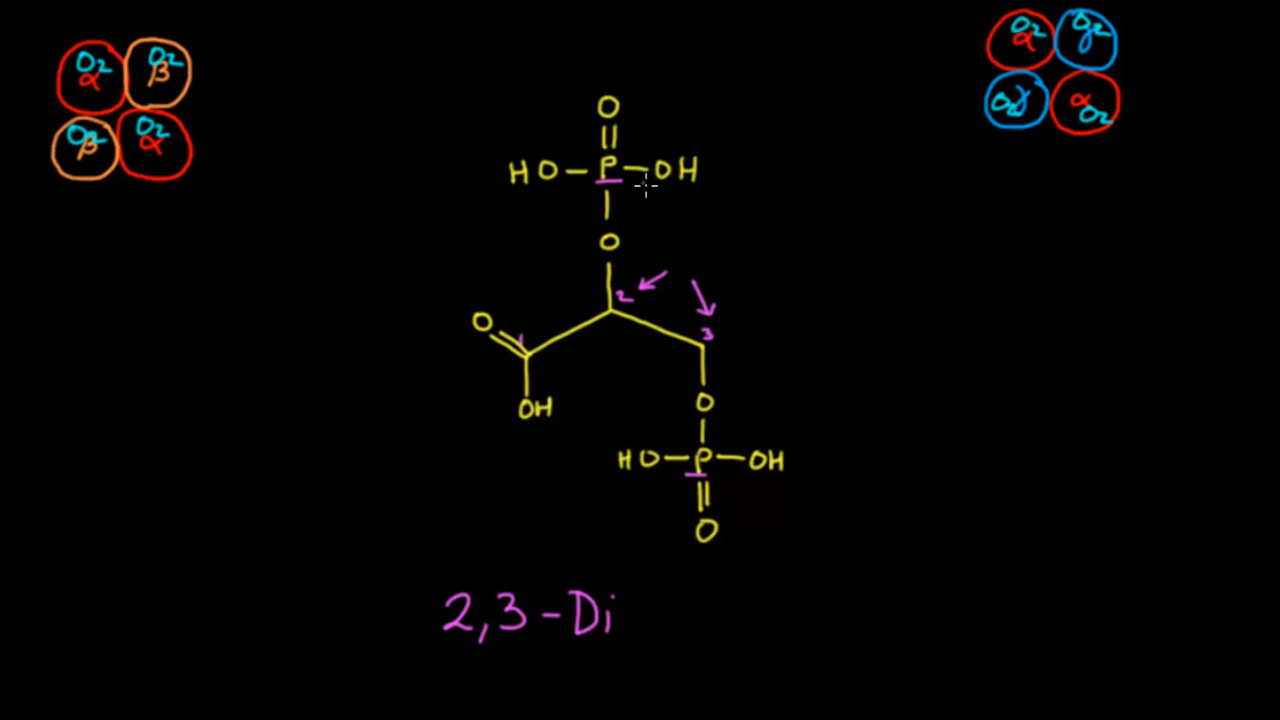 O2 α O2 β
O2 β O2 α
O2 α O2 γ
O2 γ α O2
O
HO-P-OH
O
2
O 1 3
OH O
HO-P-OH
O
2,3-Di